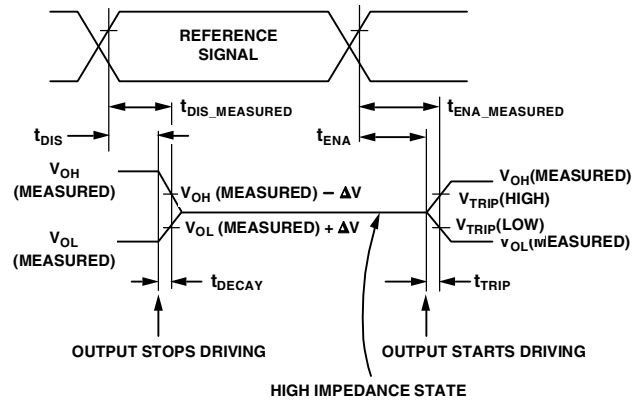 REFERENCE
SIGNAL
tDIS_MEASURED
tENA_MEASURED
tDIS
tENA
VOH
(MEASURED)
VOH (MEASURED) − ΔV
VOH(MEASURED)
VTRIP(HIGH)
VOL (MEASURED) + ΔV
VTRIP(LOW)
VOL
(MEASURED)
VOL(MEASURED)
tDECAY
tTRIP
OUTPUT STOPS DRIVING
OUTPUT STARTS DRIVING
HIGH IMPEDANCE STATE